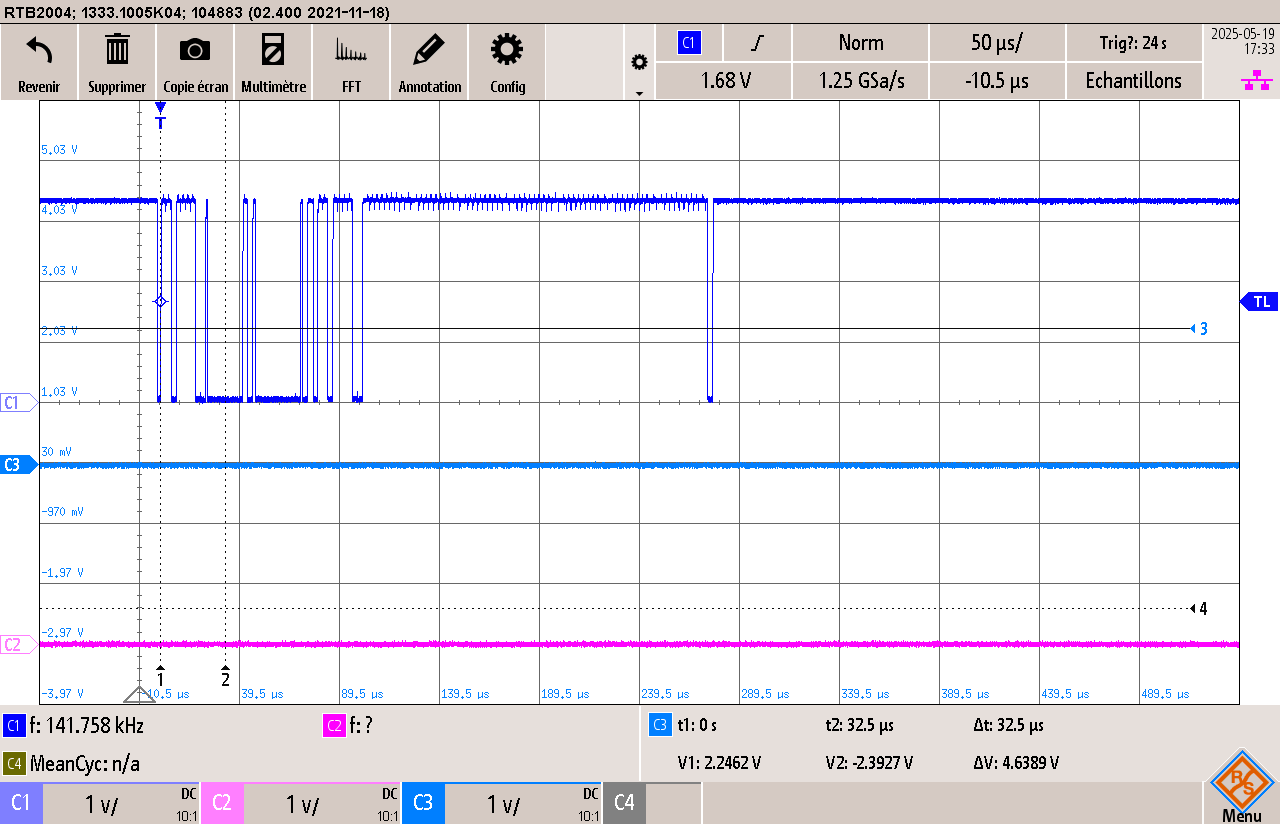 RTB2004; 1333.1005K04; 104883 (02.400 2021-11-18)
Revenir
Supprimer
Copie écran
Multimètre
FFT
Annotation
Config
C1
Norm
50 µs/
Trig?: 24 s
1.68 V
1.25 GSa/s
-10.5 µs
Echantillons
2025-05-19
17:33
T
5.03 V
4.03 V
3.03 V
TL
2.03 V
3
1.03 V
C1
30 mV
C3
-970 mV
-1.97 V
4
-2.97 V
C2
1
2
-3.97 V
-10.5 µs
39.5 µs
89.5 µs
139.5 µs
189.5 µs
239.5 µs
289.5 µs
339.5 µs
389.5 µs
439.5 µs
489.5 µs
C1 f: 141.758 kHz
C2 f: ?
C4 MeanCyc: n/a
C3 t1: 0 s
t2: 32.5 µs
Δt: 32.5 µs
V1: 2.2462 V
V2: -2.3927 V
ΔV: 4.6389 V
C1
1 V/
DC
10:1
C2
1 V/
DC
10:1
C3
1 V/
DC
10:1
C4
R S
Menu